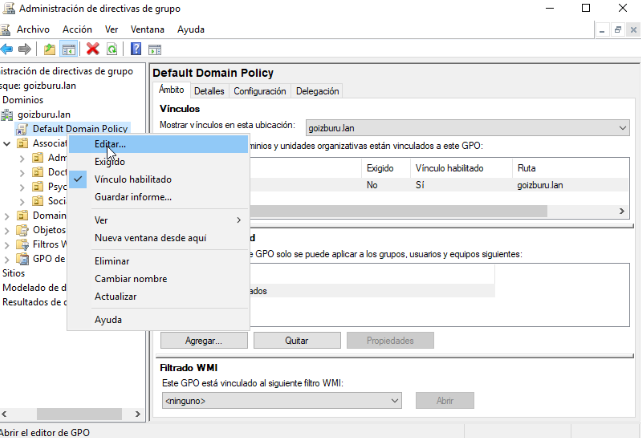 Administración de directivas de grupo
Archivo Acción Ver Ventana Ayuda
istración de directivas de grupo
sque: goizburu.lan
Dominios
goizburu.lan
Default Domain Policy
Associat
Adm
Doct
Psyc
Soci
Domain
Objetos
Filtros W
GPO de
Sitios
Modelado de d
Resultados de c
Editar...
Exigido
Vínculo habilitado
Guardar informe...
Ver
Nueva ventana desde aquí
Eliminar
Cambiar nombre
Actualizar
Ayuda
Default Domain Policy
Ámbito Detalles Configuración Delegación
Vínculos
Mostrar vínculos en esta ubicación: goizburu.lan
minios y unidades organizativas están vinculados a este GPO:
Exigido Vínculo habilitado Ruta
No Sí goizburu.lan
d
GPO solo se puede aplicar a los grupos, usuarios y equipos siguientes:
ados
Agregar... Quitar Propiedades
Filtrado WMI
Este GPO está vinculado al siguiente filtro WMI:
<ninguno> Abrir
Abrir el editor de GPO